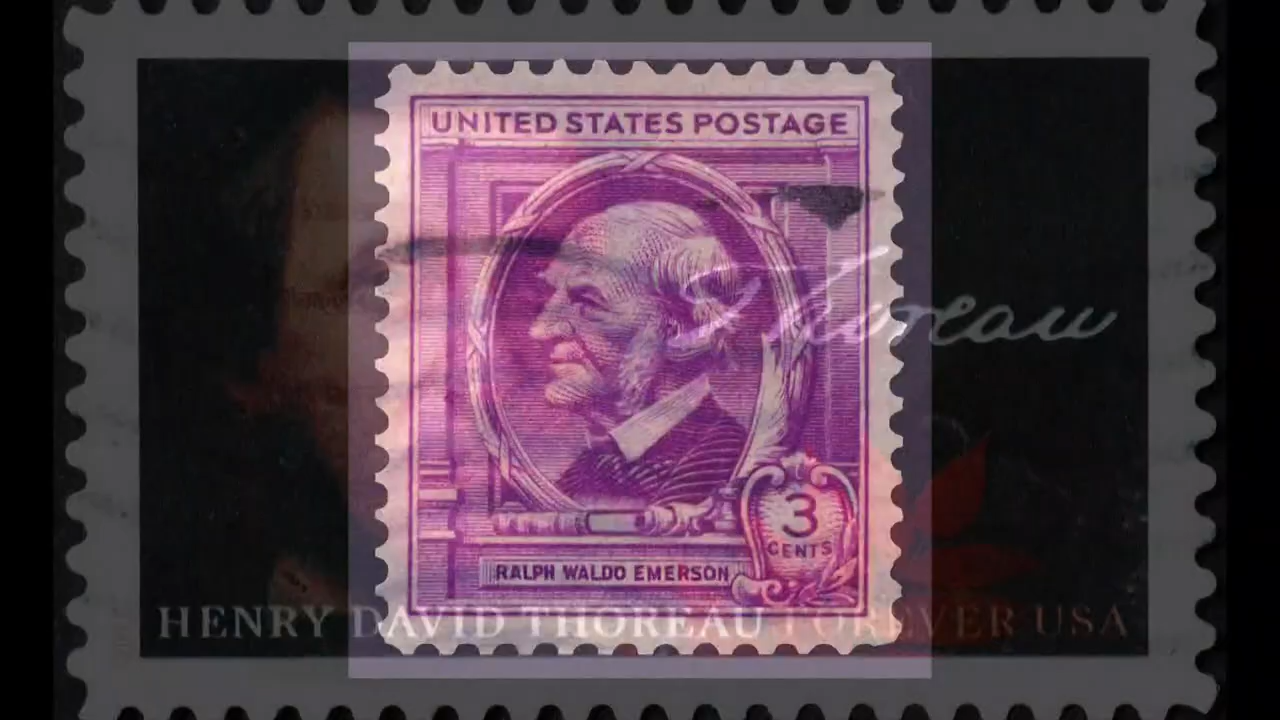 UNITED STATES POSTAGE
Thoreau
3
CENTS
RALPH WALDO EMERSON
HENRY DAVID THOREAU FOREVER USA